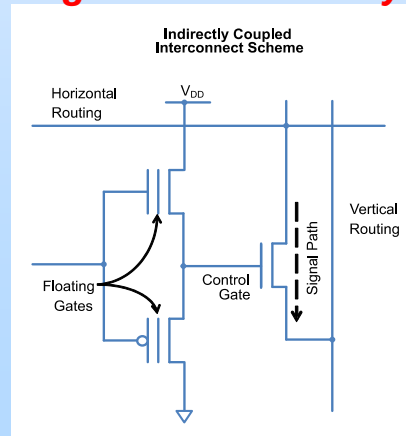 Indirectly Coupled
Interconnect Scheme
Horizontal
Routing
VDD
Vertical
Routing
Signal Path
Floating
Gates
Control
Gate